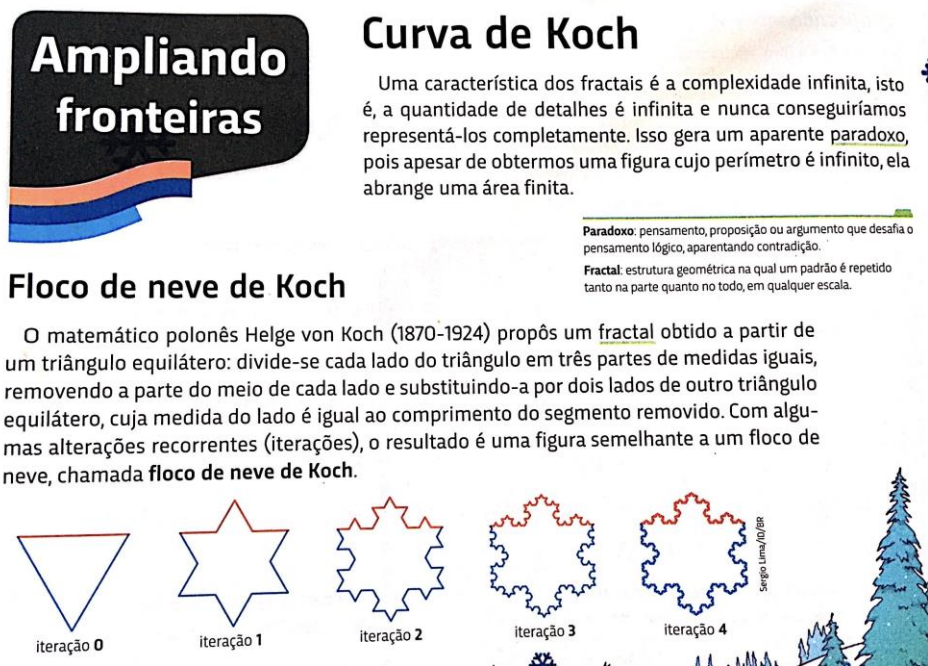 Ampliando
fronteiras
Curva de Koch
Uma característica dos fractais é a complexidade infinita, isto
é, a quantidade de detalhes é infinita e nunca conseguiríamos
representá-los completamente. Isso gera um aparente paradoxo,
pois apesar de obtermos uma figura cujo perímetro é infinito, ela
abrange uma área finita.
Paradoxo: pensamento, proposição ou argumento que desafia o
pensamento lógico, aparentando contradição.
Fractal: estrutura geométrica na qual um padrão é repetido
tanto na parte quanto no todo, em qualquer escala.
Floco de neve de Koch
O matemático polonês Helge von Koch (1870-1924) propôs um fractal obtido a partir de
um triângulo equilátero: divide-se cada lado do triângulo em três partes de medidas iguais,
removendo a parte do meio de cada lado e substituindo-a por dois lados de outro triângulo
equilátero, cuja medida do lado é igual ao comprimento do segmento removido. Com algu-
mas alterações recorrentes (iterações), o resultado é uma figura semelhante a um floco de
neve, chamada floco de neve de Koch.
iteração 0
iteração 1
iteração 2
iteração 3
iteração 4
Sergio Lima/ID/BR